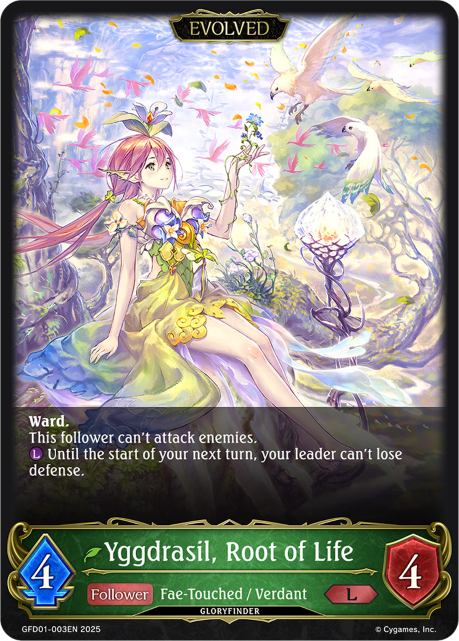 EVOLVED
Ward.
This follower can't attack enemies.
L Until the start of your next turn, your leader can't lose
defense.
Yggdrasil, Root of Life
4
Follower Fae-Touched / Verdant L
4
GLORYFINDER
GFD01-003EN 2025 © Cygames, Inc.